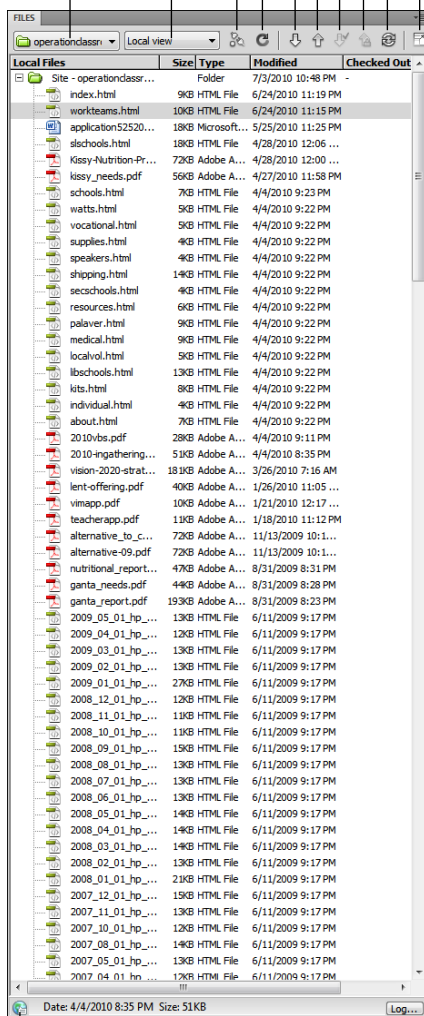 FILES
operationclassr Local view
Local Files Size Type Modified Checked Out
Site - operationclassr... Folder 7/3/2010 10:48 PM -
index.html 9KB HTML File 6/24/2010 11:19 PM
workteams.html 10KB HTML File 6/24/2010 11:15 PM
application52520... 18KB Microsoft... 5/25/2010 11:25 PM
slschools.html 18KB HTML File 4/28/2010 12:06 ...
Kissy-Nutrition-Pr... 72KB Adobe A... 4/28/2010 12:00 ...
kissy_needs.pdf 56KB Adobe A... 4/27/2010 11:58 PM
schools.html 7KB HTML File 4/4/2010 9:23 PM
watts.html 5KB HTML File 4/4/2010 9:22 PM
vocational.html 5KB HTML File 4/4/2010 9:22 PM
supplies.html 4KB HTML File 4/4/2010 9:22 PM
speakers.html 4KB HTML File 4/4/2010 9:22 PM
shipping.html 14KB HTML File 4/4/2010 9:22 PM
secschools.html 4KB HTML File 4/4/2010 9:22 PM
resources.html 6KB HTML File 4/4/2010 9:22 PM
palaver.html 9KB HTML File 4/4/2010 9:22 PM
medical.html 9KB HTML File 4/4/2010 9:22 PM
localvol.html 5KB HTML File 4/4/2010 9:22 PM
libschools.html 13KB HTML File 4/4/2010 9:22 PM
kits.html 8KB HTML File 4/4/2010 9:22 PM
individual.html 4KB HTML File 4/4/2010 9:22 PM
about.html 7KB HTML File 4/4/2010 9:22 PM
2010vbs.pdf 28KB Adobe A... 4/4/2010 9:11 PM
2010-ingathering... 51KB Adobe A... 4/4/2010 8:35 PM
vision-2020-strat... 181KB Adobe A... 3/26/2010 7:16 AM
lent-offering.pdf 40KB Adobe A... 1/26/2010 11:05 ...
vimapp.pdf 10KB Adobe A... 1/21/2010 12:17 ...
teacherapp.pdf 11KB Adobe A... 1/18/2010 11:12 PM
alternative_to_c... 72KB Adobe A... 11/13/2009 10:1...
alternative-09.pdf 72KB Adobe A... 11/13/2009 10:1...
nutritional_report... 47KB Adobe A... 8/31/2009 8:31 PM
ganta_needs.pdf 44KB Adobe A... 8/31/2009 8:28 PM
ganta_report.pdf 193KB Adobe A... 8/31/2009 8:23 PM
2009_05_01_hp_... 13KB HTML File 6/11/2009 9:17 PM
2009_04_01_hp_... 12KB HTML File 6/11/2009 9:17 PM
2009_03_01_hp_... 13KB HTML File 6/11/2009 9:17 PM
2009_02_01_hp_... 13KB HTML File 6/11/2009 9:17 PM
2009_01_01_hp_... 27KB HTML File 6/11/2009 9:17 PM
2008_12_01_hp_... 12KB HTML File 6/11/2009 9:17 PM
2008_11_01_hp_... 11KB HTML File 6/11/2009 9:17 PM
2008_10_01_hp_... 11KB HTML File 6/11/2009 9:17 PM
2008_09_01_hp_... 15KB HTML File 6/11/2009 9:17 PM
2008_08_01_hp_... 13KB HTML File 6/11/2009 9:17 PM
2008_07_01_hp_... 13KB HTML File 6/11/2009 9:17 PM
2008_06_01_hp_... 13KB HTML File 6/11/2009 9:17 PM
2008_05_01_hp_... 14KB HTML File 6/11/2009 9:17 PM
2008_04_01_hp_... 14KB HTML File 6/11/2009 9:17 PM
2008_03_01_hp_... 14KB HTML File 6/11/2009 9:17 PM
2008_02_01_hp_... 13KB HTML File 6/11/2009 9:17 PM
2008_01_01_hp_... 21KB HTML File 6/11/2009 9:17 PM
2007_12_01_hp_... 15KB HTML File 6/11/2009 9:17 PM
2007_11_01_hp_... 13KB HTML File 6/11/2009 9:17 PM
2007_10_01_hp_... 12KB HTML File 6/11/2009 9:17 PM
2007_08_01_hp_... 14KB HTML File 6/11/2009 9:17 PM
2007_05_01_hp_... 13KB HTML File 6/11/2009 9:17 PM
2007_04_01_hp_... 12KB HTML File 6/11/2009 9:17 PM
Date: 4/4/2010 8:35 PM Size: 51KB Log...